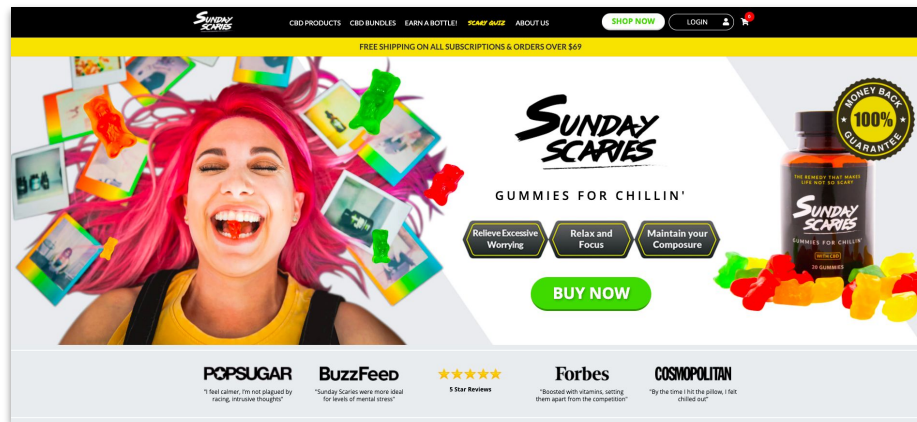 SUNDAY
SCARIES
CBD PRODUCTS CBD BUNDLES EARN A BOTTLE! SCARY QUIZ ABOUT US SHOP NOW LOGIN 0
FREE SHIPPING ON ALL SUBSCRIPTIONS & ORDERS OVER $69
SUNDAY
SCARIES
GUMMIES FOR CHILLIN'
Relieve Excessive
Worrying
Relax and
Focus
Maintain your
Composure
BUY NOW
MONEY BACK
100%
GUARANTEE
THE REMEDY THAT MAKES
LIFE NOT SO SCARY
SUNDAY
SCARIES
GUMMIES FOR CHILLIN'
WITH CBD
20 GUMMIES
POPSUGAR
"I feel calmer, I'm not plagued by
racing, intrusive thoughts"
BuzzFeed
"Sunday Scaries were more ideal
for levels of mental stress"
5 Star Reviews
Forbes
"Boosted with vitamins, setting
them apart from the competition"
COSMOPOLITAN
"By the time I hit the pillow, I felt
chilled out"